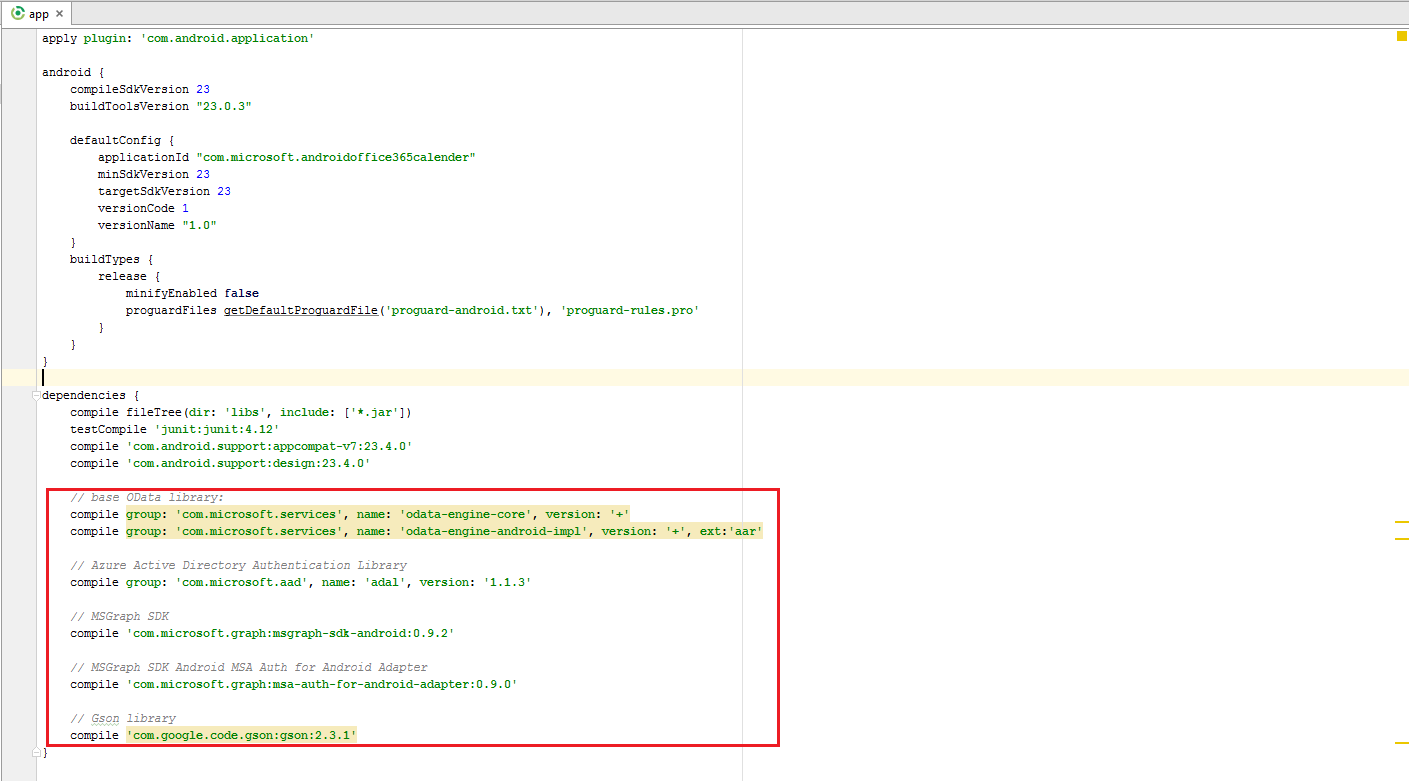 app
apply plugin: 'com.android.application'
android {
    compileSdkVersion 23
    buildToolsVersion "23.0.3"
    defaultConfig {
        applicationId "com.microsoft.androidoffice365calender"
        minSdkVersion 23
        targetSdkVersion 23
        versionCode 1
        versionName "1.0"
    }
    buildTypes {
        release {
            minifyEnabled false
            proguardFiles getDefaultProguardFile('proguard-android.txt'), 'proguard-rules.pro'
        }
    }
}
dependencies {
    compile fileTree(dir: 'libs', include: ['*.jar'])
    testCompile 'junit:junit:4.12'
    compile 'com.android.support:appcompat-v7:23.4.0'
    compile 'com.android.support:design:23.4.0'
    // base OData library:
    compile group: 'com.microsoft.services', name: 'odata-engine-core', version: '+'
    compile group: 'com.microsoft.services', name: 'odata-engine-android-impl', version: '+', ext:'aar'
    // Azure Active Directory Authentication Library
    compile group: 'com.microsoft.aad', name: 'adal', version: '1.1.3'
    // MSGraph SDK
    compile 'com.microsoft.graph:msgraph-sdk-android:0.9.2'
    // MSGraph SDK Android MSA Auth for Android Adapter
    compile 'com.microsoft.graph:msa-auth-for-android-adapter:0.9.0'
    // Gson library
    compile 'com.google.code.gson:gson:2.3.1'
}